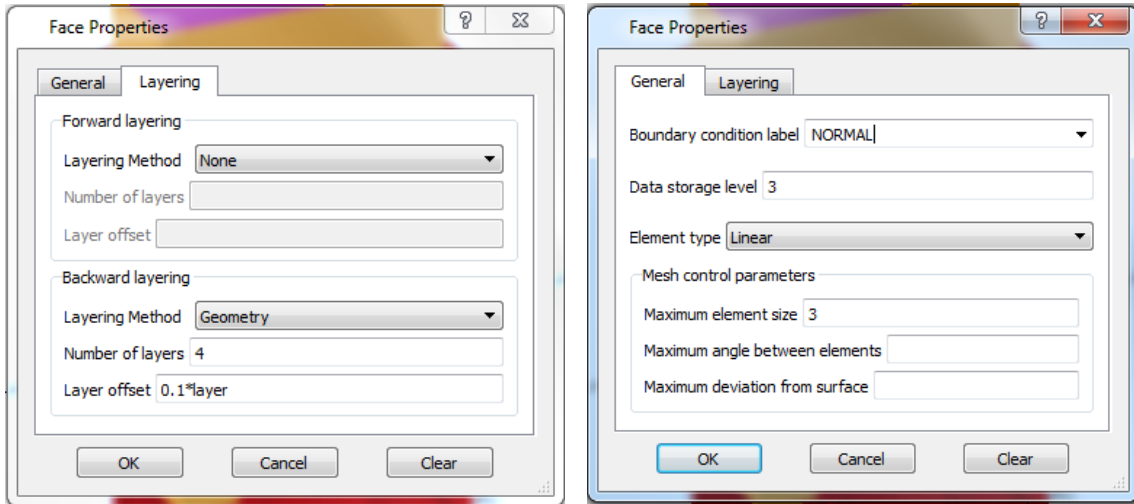 Face Properties
General
Layering
Forward layering
Layering Method None
Number of layers
Layer offset
Backward layering
Layering Method Geometry
Number of layers 4
Layer offset 0.1*layer
OK
Cancel
Clear
Face Properties
General
Layering
Boundary condition label NORMAL
Data storage level 3
Element type Linear
Mesh control parameters
Maximum element size 3
Maximum angle between elements
Maximum deviation from surface
OK
Cancel
Clear